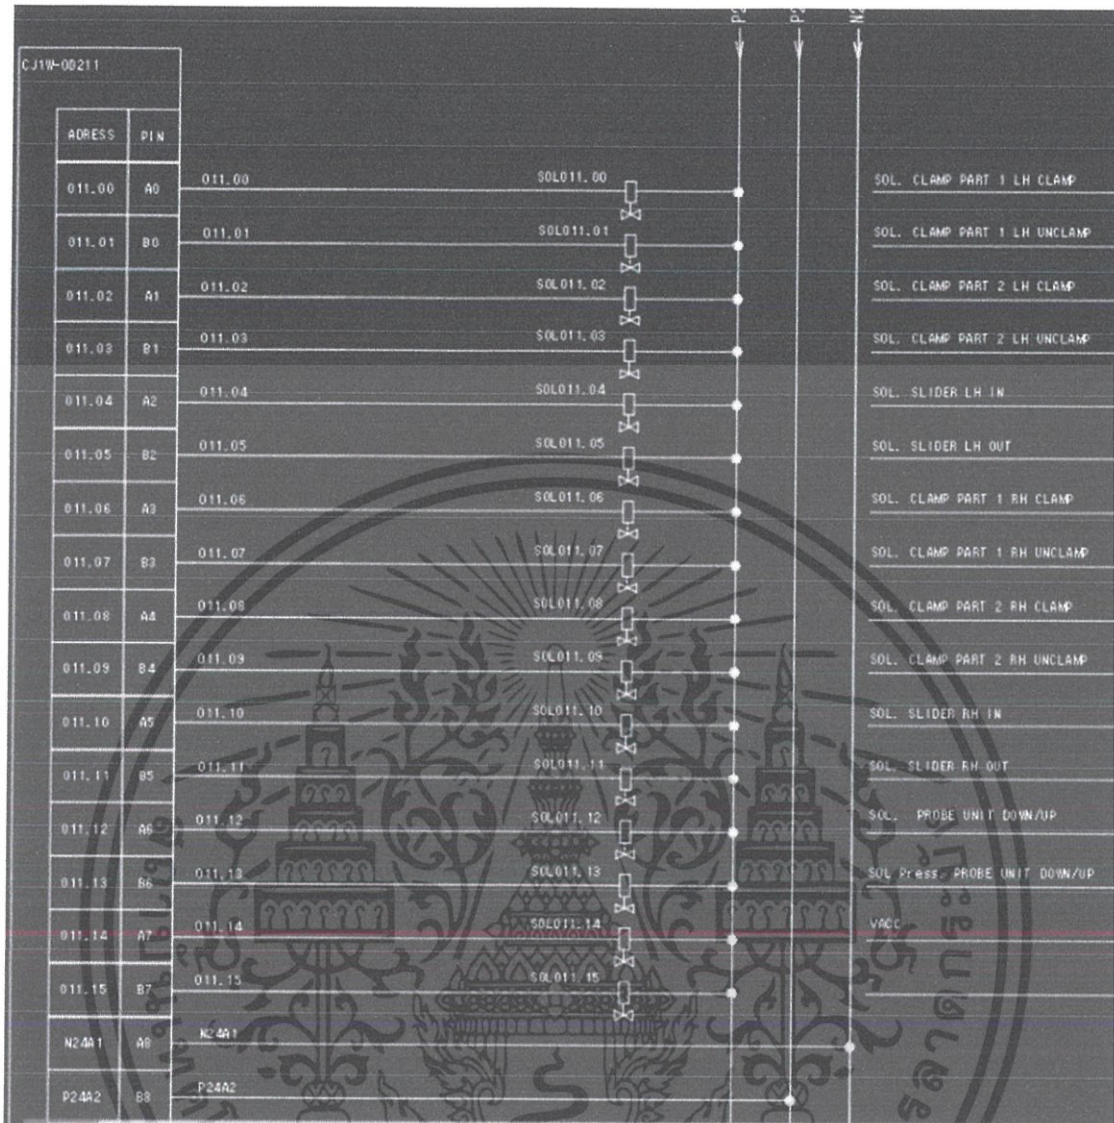 CJ1W-OD211
ADRESS PIN
011.00 A0 011.00 SOL011.00 SOL. CLAMP PART 1 LH CLAMP
011.01 B0 011.01 SOL011.01 SOL. CLAMP PART 1 LH UNCLAMP
011.02 A1 011.02 SOL011.02 SOL. CLAMP PART 2 LH CLAMP
011.03 B1 011.03 SOL011.03 SOL. CLAMP PART 2 LH UNCLAMP
011.04 A2 011.04 SOL011.04 SOL. SLIDER LH IN
011.05 B2 011.05 SOL011.05 SOL. SLIDER LH OUT
011.06 A3 011.06 SOL011.06 SOL. CLAMP PART 1 RH CLAMP
011.07 B3 011.07 SOL011.07 SOL. CLAMP PART 1 RH UNCLAMP
011.08 A4 011.08 SOL011.08 SOL. CLAMP PART 2 RH CLAMP
011.09 B4 011.09 SOL011.09 SOL. CLAMP PART 2 RH UNCLAMP
011.10 A5 011.10 SOL011.10 SOL. SLIDER RH IN
011.11 B5 011.11 SOL011.11 SOL. SLIDER RH OUT
011.12 A6 011.12 SOL011.12 SOL. PROBE UNIT DOWN/UP
011.13 B6 011.13 SOL011.13 SOL Press. PROBE UNIT DOWN/UP
011.14 A7 011.14 SOL011.14 VACC
011.15 B7 011.15 SOL011.15
N24A1 A8 N24A1
P24A2 B8 P24A2